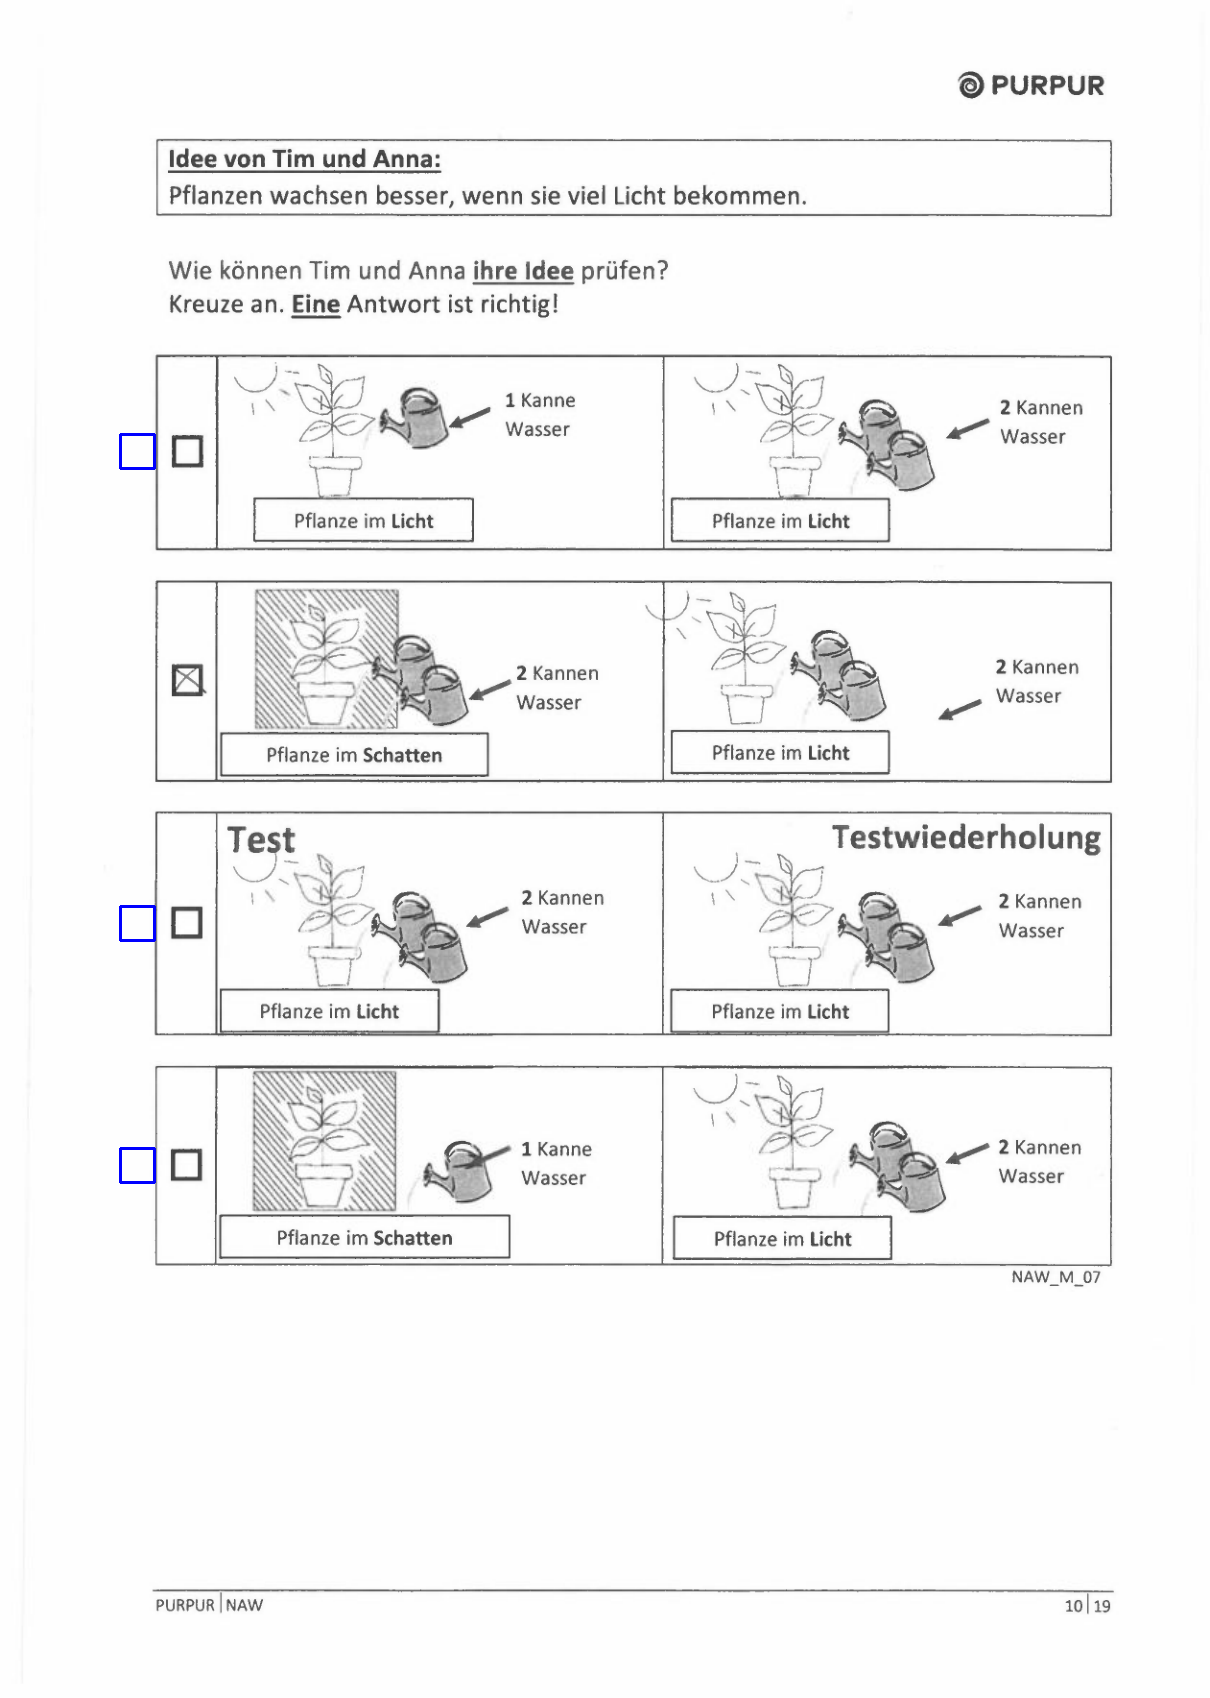 PURPUR
Idee von Tim und Anna:
Pflanzen wachsen besser, wenn sie viel Licht bekommen.
Wie können Tim und Anna ihre Idee prüfen?
Kreuze an. Eine Antwort ist richtig!
1 Kanne
Wasser
Pflanze im Licht
2 Kannen
Wasser
Pflanze im Licht
2 Kannen
Wasser
Pflanze im Schatten
2 Kannen
Wasser
Pflanze im Licht
Test
2 Kannen
Wasser
Pflanze im Licht
Testwiederholung
2 Kannen
Wasser
Pflanze im Licht
1 Kanne
Wasser
Pflanze im Schatten
2 Kannen
Wasser
Pflanze im Licht
NAW_M_07
PURPUR | NAW
10 | 19